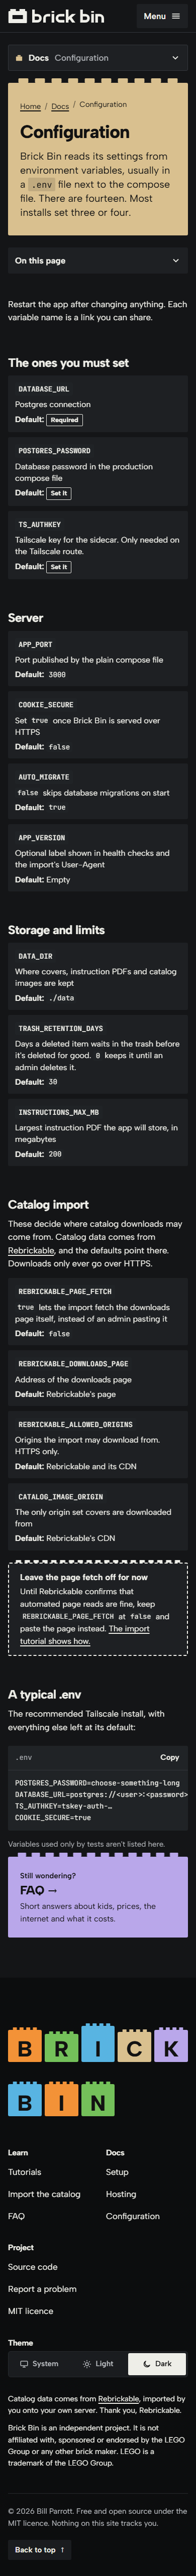 brick bin
Menu
Docs Configuration
Home / Docs / Configuration
Configuration
Brick Bin reads its settings from
environment variables, usually in
a .env file next to the compose
file. There are fourteen. Most
installs set three or four.
On this page
Restart the app after changing anything. Each
variable name is a link you can share.
The ones you must set
DATABASE_URL
Postgres connection
Default: Required
POSTGRES_PASSWORD
Database password in the production
compose file
Default: Set it
TS_AUTHKEY
Tailscale key for the sidecar. Only needed on
the Tailscale route.
Default: Set it
Server
APP_PORT
Port published by the plain compose file
Default: 3000
COOKIE_SECURE
Set true once Brick Bin is served over
HTTPS
Default: false
AUTO_MIGRATE
false skips database migrations on start
Default: true
APP_VERSION
Optional label shown in health checks and
the import's User-Agent
Default: Empty
Storage and limits
DATA_DIR
Where covers, instruction PDFs and catalog
images are kept
Default: ./data
TRASH_RETENTION_DAYS
Days a deleted item waits in the trash before
it's deleted for good. 0 keeps it until an
admin deletes it.
Default: 30
INSTRUCTIONS_MAX_MB
Largest instruction PDF the app will store, in
megabytes
Default: 200
Catalog import
These decide where catalog downloads may
come from. Catalog data comes from
Rebrickable, and the defaults point there.
Downloads only ever go over HTTPS.
REBRICKABLE_PAGE_FETCH
true lets the import fetch the downloads
page itself, instead of an admin pasting it
Default: false
REBRICKABLE_DOWNLOADS_PAGE
Address of the downloads page
Default: Rebrickable's page
REBRICKABLE_ALLOWED_ORIGINS
Origins the import may download from.
HTTPS only.
Default: Rebrickable and its CDN
CATALOG_IMAGE_ORIGIN
The only origin set covers are downloaded
from
Default: Rebrickable's CDN
Leave the page fetch off for now
Until Rebrickable confirms that
automated page reads are fine, keep
REBRICKABLE_PAGE_FETCH at false and
paste the page instead. The import
tutorial shows how.
A typical .env
The recommended Tailscale install, with
everything else left at its default:
.env Copy
POSTGRES_PASSWORD=choose-something-long
DATABASE_URL=postgres://<user>:<password>
TS_AUTHKEY=tskey-auth-…
COOKIE_SECURE=true
Variables used only by tests aren't listed here.
Still wondering?
FAQ →
Short answers about kids, prices, the
internet and what it costs.
BRICK
BIN
Learn Docs
Tutorials Setup
Import the catalog Hosting
FAQ Configuration
Project
Source code
Report a problem
MIT licence
Theme
System Light Dark
Catalog data comes from Rebrickable, imported by
you onto your own server. Thank you, Rebrickable.
Brick Bin is an independent project. It is not
affiliated with, sponsored or endorsed by the LEGO
Group or any other brick maker. LEGO is a
trademark of the LEGO Group.
© 2026 Bill Parrott. Free and open source under the
MIT licence. Nothing on this site tracks you.
Back to top ↑